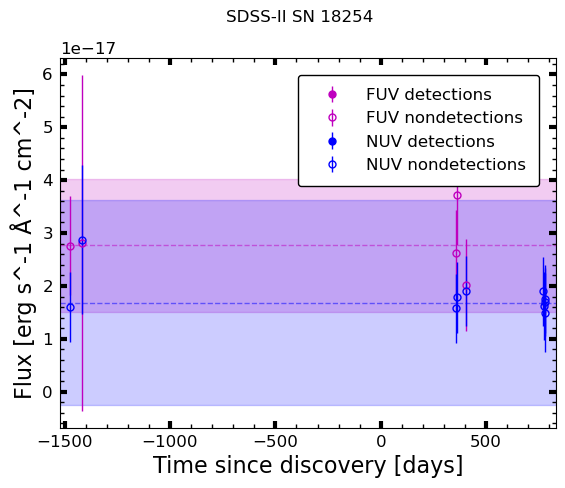 SDSS-II SN 18254
1e−17
6
5
4
3
2
1
0
Flux [erg s^-1 Å^-1 cm^-2]
FUV detections
FUV nondetections
NUV detections
NUV nondetections
−1500 −1000 −500 0 500
Time since discovery [days]